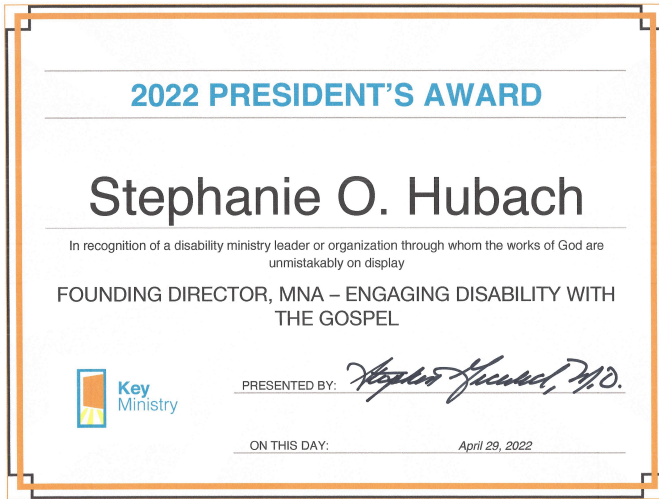 2022 PRESIDENT'S AWARD
Stephanie O. Hubach
In recognition of a disability ministry leader or organization through whom the works of God are
unmistakably on display
FOUNDING DIRECTOR, MNA – ENGAGING DISABILITY WITH
THE GOSPEL
Key
Ministry
PRESENTED BY: Stephen M.D.
ON THIS DAY: April 29, 2022